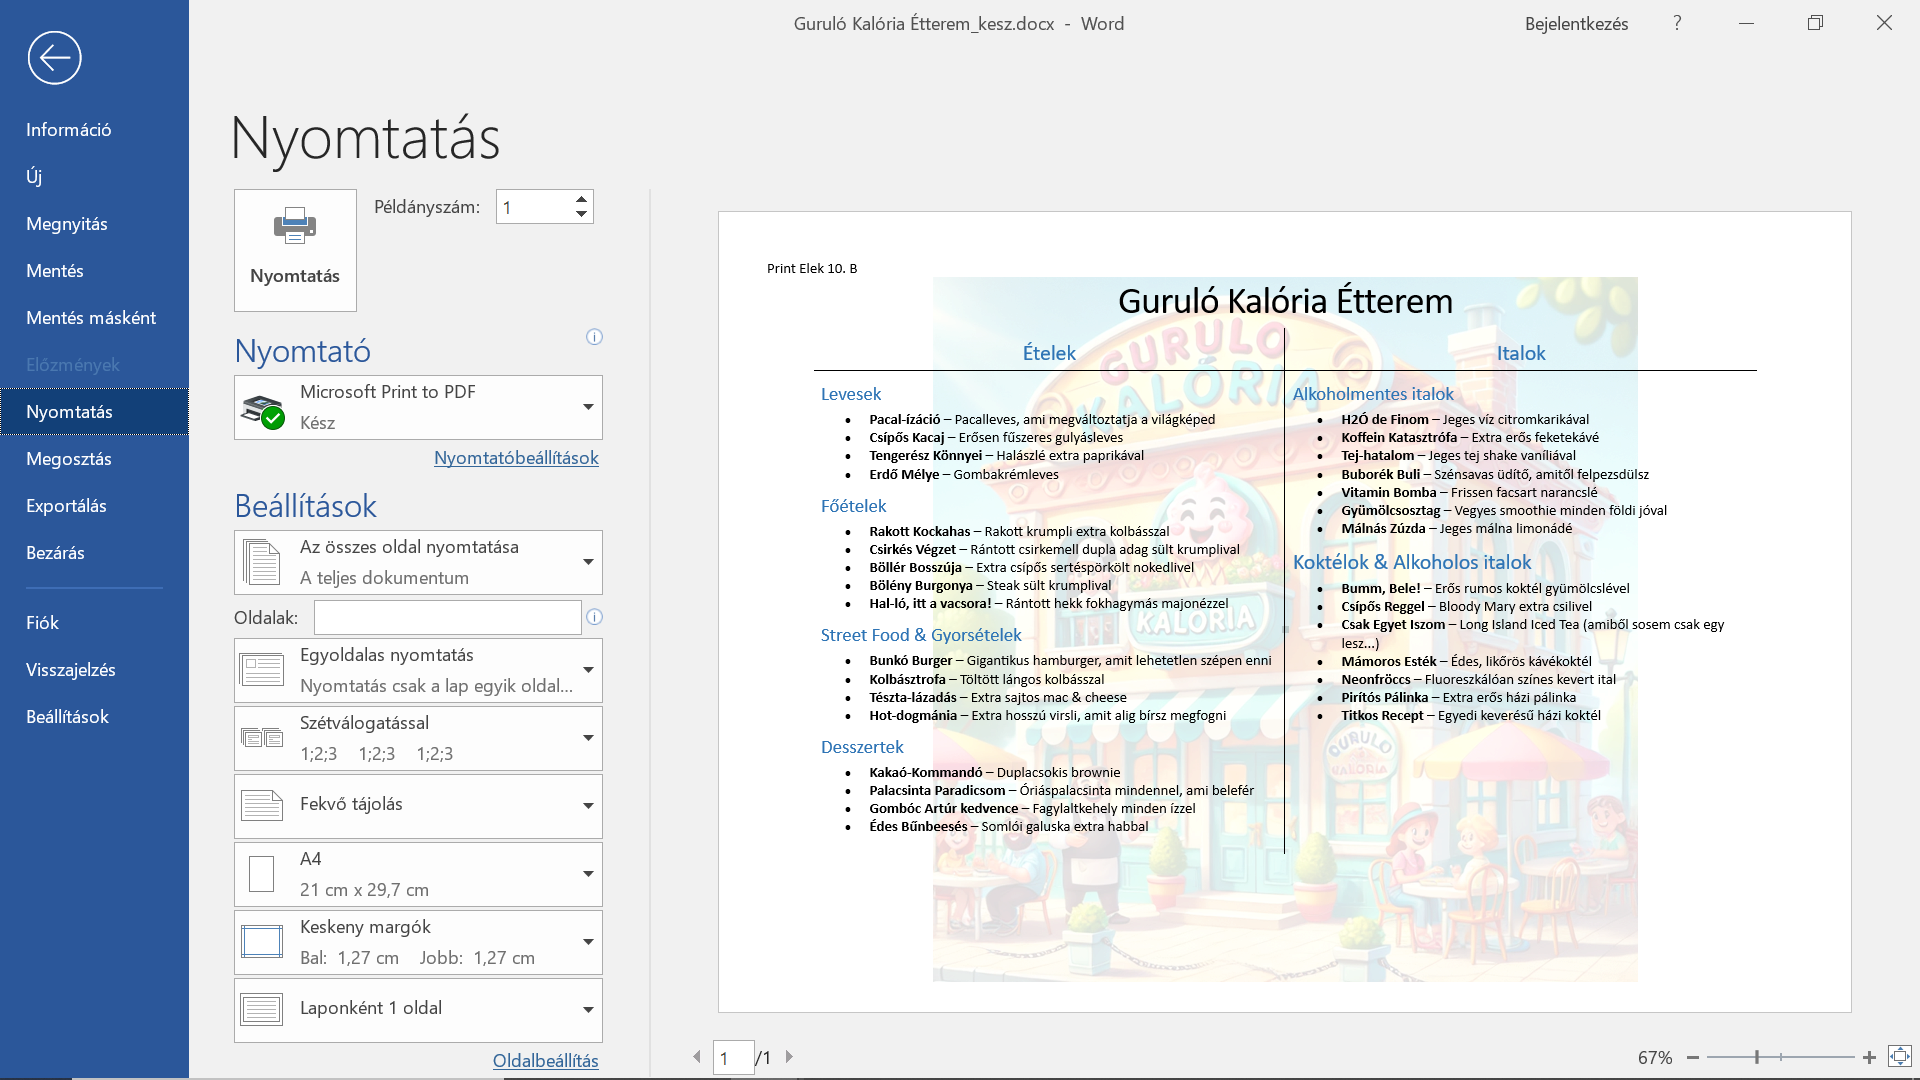 Guruló Kalória Étterem_kesz.docx - Word
Bejelentkezés
?
Információ
Új
Megnyitás
Mentés
Mentés másként
Előzmények
Nyomtatás
Megosztás
Exportálás
Bezárás
Fiók
Visszajelzés
Beállítások
Nyomtatás
Nyomtatás
Példányszám: 1
Nyomtató
Microsoft Print to PDF
Kész
Nyomtatóbeállítások
Beállítások
Az összes oldal nyomtatása
A teljes dokumentum
Oldalak:
Egyoldalas nyomtatás
Nyomtatás csak a lap egyik oldal...
Szétválogatással
1;2;3 1;2;3 1;2;3
Fekvő tájolás
A4
21 cm x 29,7 cm
Keskeny margók
Bal: 1,27 cm Jobb: 1,27 cm
Laponként 1 oldal
Oldalbeállítás
Print Elek 10. B
Guruló Kalória Étterem
GURULO
KALÓRIA
Ételek
Levesek
• Pacal-ízáció – Pacalleves, ami megváltoztatja a világképed
• Csípős Kacaj – Erősen fűszeres gulyásleves
• Tengerész Könnyei – Halászlé extra paprikával
• Erdő Mélye – Gombakrémleves
Főételek
• Rakott Kockahas – Rakott krumpli extra kolbásszal
• Csirkés Végzet – Rántott csirkemell dupla adag sült krumplival
• Böllér Bosszúja – Extra csípős sertéspörkölt nokedlivel
• Bölény Burgonya – Steak sült krumplival
• Hal-ló, itt a vacsora! – Rántott hekk fokhagymás majonézzel
KALÓRIA
Street Food & Gyorsételek
• Bunkó Burger – Gigantikus hamburger, amit lehetetlen szépen enni
• Kolbásztrofa – Töltött lángos kolbásszal
• Tészta-lázadás – Extra sajtos mac & cheese
• Hot-dogmánia – Extra hosszú virsli, amit alig bírsz megfogni
Desszertek
• Kakaó-Kommandó – Duplacsokis brownie
• Palacsinta Paradicsom – Óriáspalacsinta mindennel, ami belefér
• Gombóc Artúr kedvence – Fagylaltkehely minden ízzel
• Édes Bűnbeesés – Somlói galuska extra habbal
Italok
Alkoholmentes italok
• H2Ó de Finom – Jeges víz citromkarikával
• Koffein Katasztrófa – Extra erős feketekávé
• Tej-hatalom – Jeges tej shake vaníliával
• Buborék Buli – Szénsavas üdítő, amitől felpezsdülsz
• Vitamin Bomba – Frissen facsart narancslé
• Gyümölcsosztag – Vegyes smoothie minden földi jóval
• Málnás Zúzda – Jeges málna limonádé
Koktélok & Alkoholos italok
• Bumm, Bele! – Erős rumos koktél gyümölcslével
• Csípős Reggel – Bloody Mary extra csilivel
• Csak Egyet Iszom – Long Island Iced Tea (amiből sosem csak egy
lesz...)
• Mámoros Esték – Édes, likőrös kávékoktél
• Neonfröccs – Fluoreszkálóan színes kevert ital
• Pirítós Pálinka – Extra erős házi pálinka
• Titkos Recept – Egyedi keverésű házi koktél
GURULO
KALÓRIA
1 /1
67%